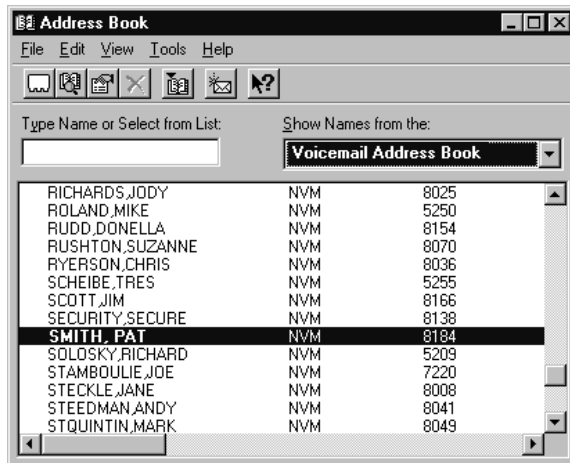 Address Book
File Edit View Tools Help
Type Name or Select from List: Show Names from the:
Voicemail Address Book
RICHARDS,JODY NVM 8025
ROLAND,MIKE NVM 5250
RUDD,DONELLA NVM 8154
RUSHTON,SUZANNE NVM 8070
RYERSON,CHRIS NVM 8036
SCHEIBE,TRES NVM 5255
SCOTT,JIM NVM 8166
SECURITY,SECURE NVM 8138
SMITH, PAT NVM 8184
SOLOSKY,RICHARD NVM 5209
STAMBOULIE,JOE NVM 7220
STECKLE,JANE NVM 8008
STEEDMAN,ANDY NVM 8041
STQUINTIN,MARK NVM 8049